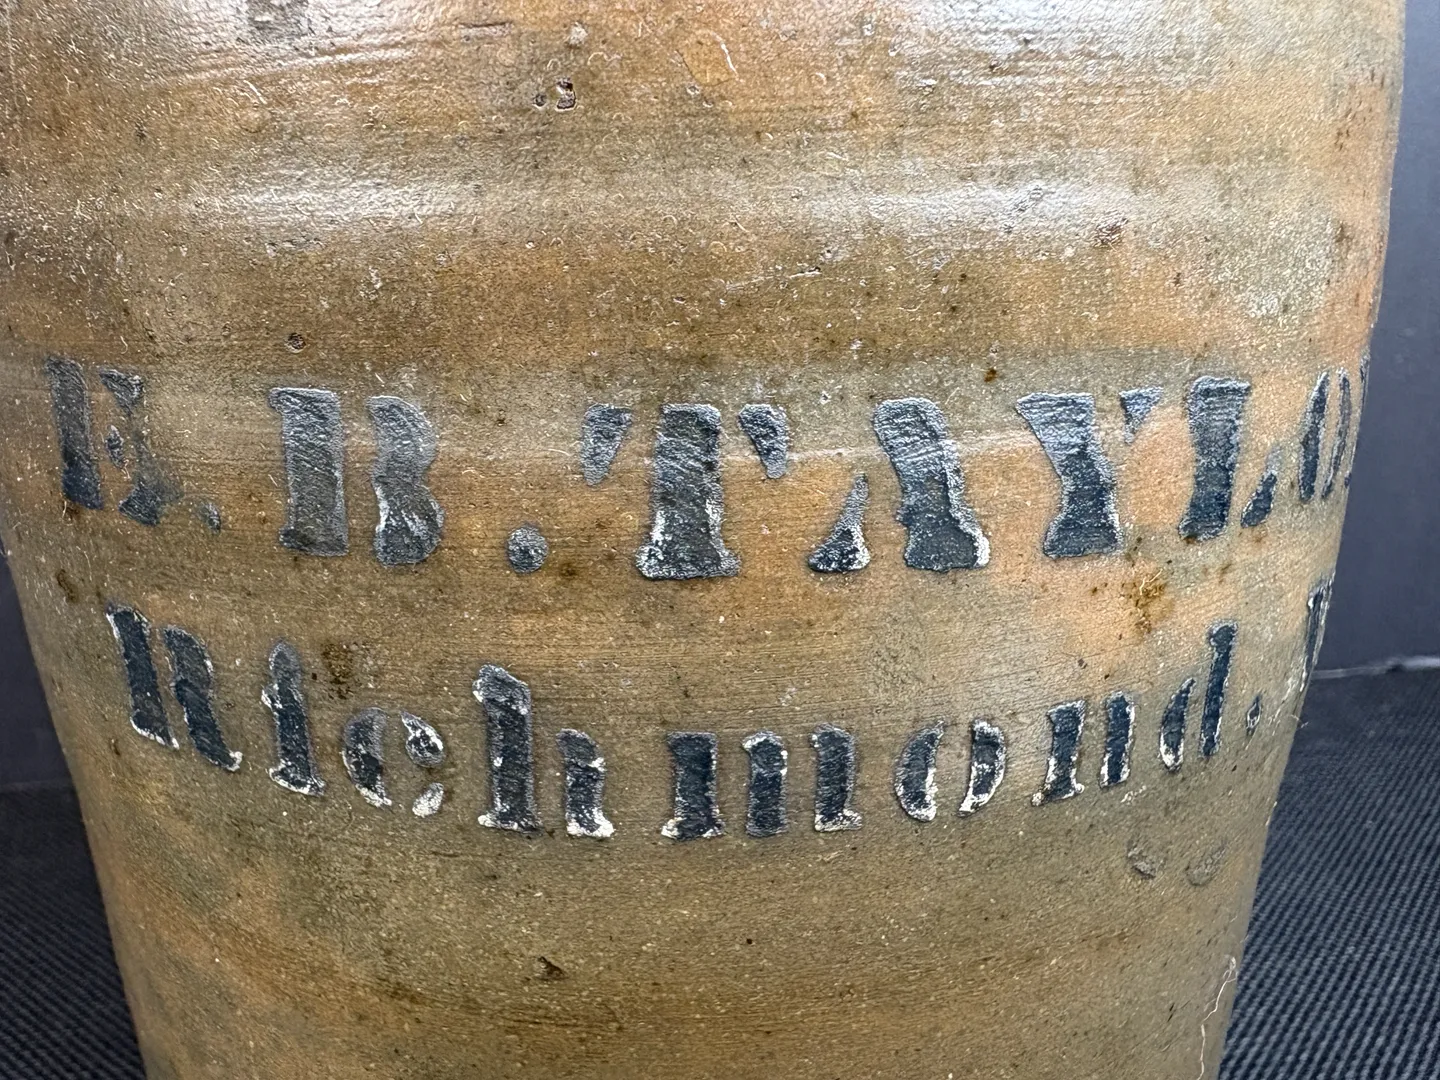 E. B. TAYLO
Richmond.